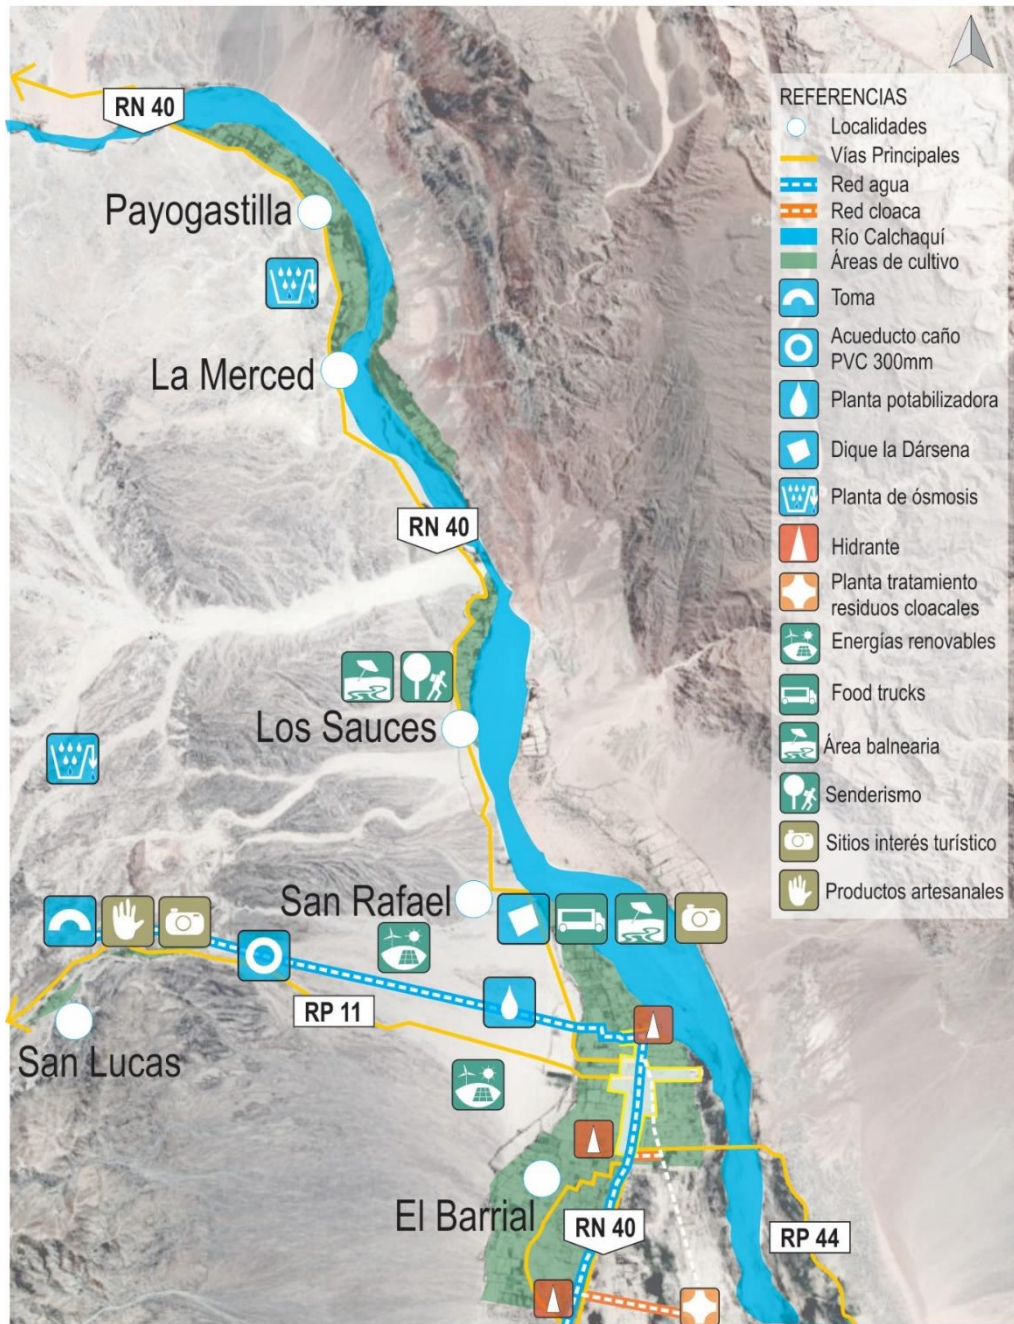 RN 40
Payogastilla
La Merced
RN 40
Los Sauces
San Rafael
RP 11
San Lucas
El Barrial
RN 40
RP 44
REFERENCIAS
Localidades
Vías Principales
Red agua
Red cloaca
Río Calchaquí
Áreas de cultivo
Toma
Acueducto caño
PVC 300mm
Planta potabilizadora
Dique la Dársena
Planta de ósmosis
Hidrante
Planta tratamiento
residuos cloacales
Energías renovables
Food trucks
Área balnearia
Senderismo
Sitios interés turístico
Productos artesanales